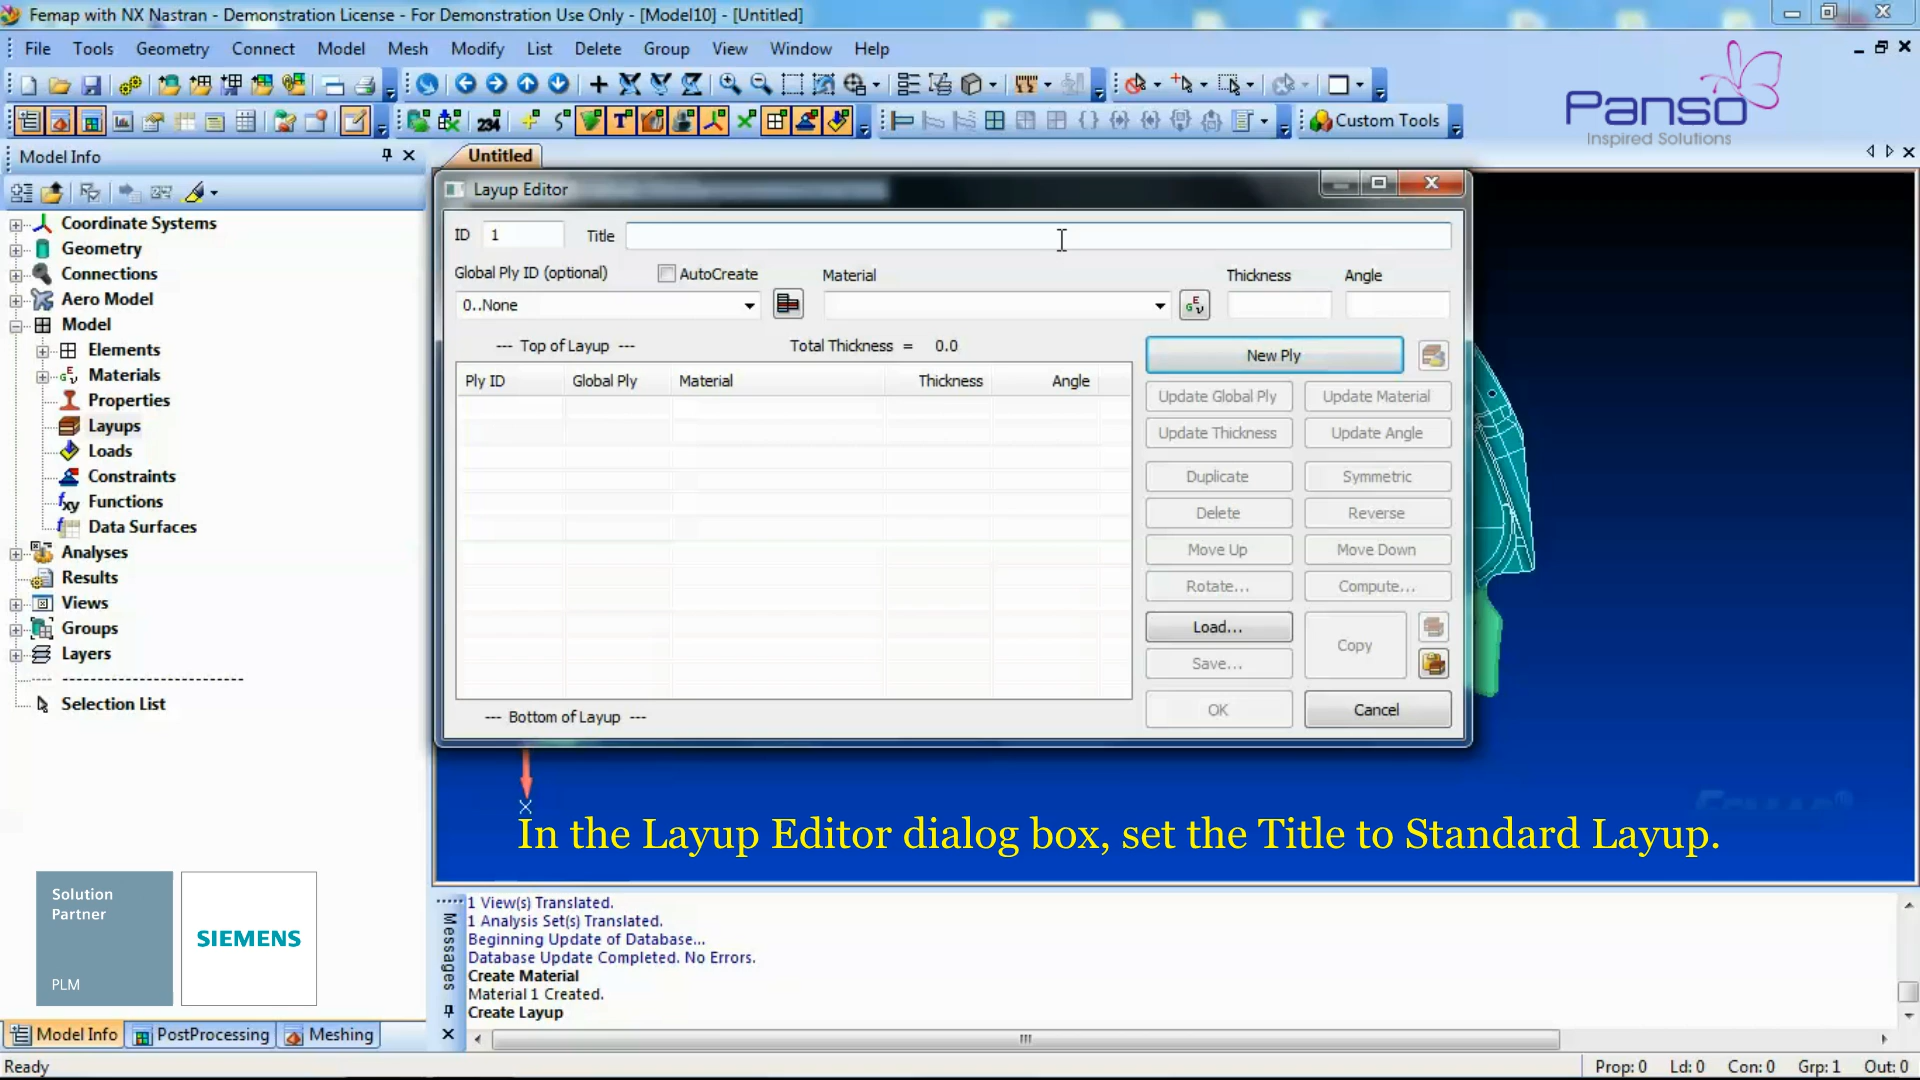 Femap with NX Nastran - Demonstration License - For Demonstration Use Only - [Model10] - [Untitled]
File Tools Geometry Connect Model Mesh Modify List Delete Group View Window Help
Custom Tools
Panso
Inspired Solutions
Model Info
Untitled
Coordinate Systems
Geometry
Connections
Aero Model
Model
Elements
Materials
Properties
Layups
Loads
Constraints
Functions
Data Surfaces
Analyses
Results
Views
Groups
Layers
Selection List
Layup Editor
ID 1 Title
Global Ply ID (optional) AutoCreate Material Thickness Angle
0..None
--- Top of Layup --- Total Thickness = 0.0
Ply ID Global Ply Material Thickness Angle
New Ply
Update Global Ply Update Material
Update Thickness Update Angle
Duplicate Symmetric
Delete Reverse
Move Up Move Down
Rotate... Compute...
Load...
Copy
Save...
OK Cancel
--- Bottom of Layup ---
X
In the Layup Editor dialog box, set the Title to Standard Layup.
Solution
Partner
PLM
SIEMENS
Messages
1 View(s) Translated.
1 Analysis Set(s) Translated.
Beginning Update of Database...
Database Update Completed. No Errors.
Create Material
Material 1 Created.
Create Layup
Model Info PostProcessing Meshing
Ready
Prop: 0 Ld: 0 Con: 0 Grp: 1 Out: 0